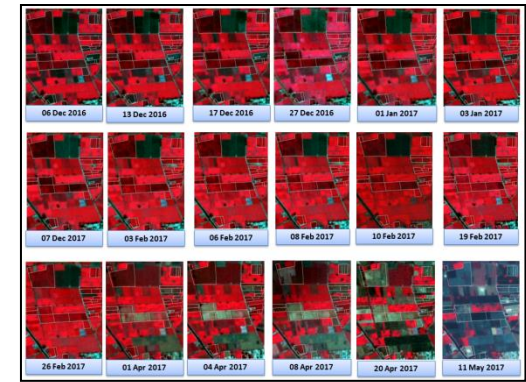 06 Dec 2016
13 Dec 2016
17 Dec 2016
27 Dec 2016
01 Jan 2017
03 Jan 2017
07 Dec 2017
03 Feb 2017
06 Feb 2017
08 Feb 2017
10 Feb 2017
19 Feb 2017
26 Feb 2017
01 Apr 2017
04 Apr 2017
08 Apr 2017
20 Apr 2017
11 May 2017